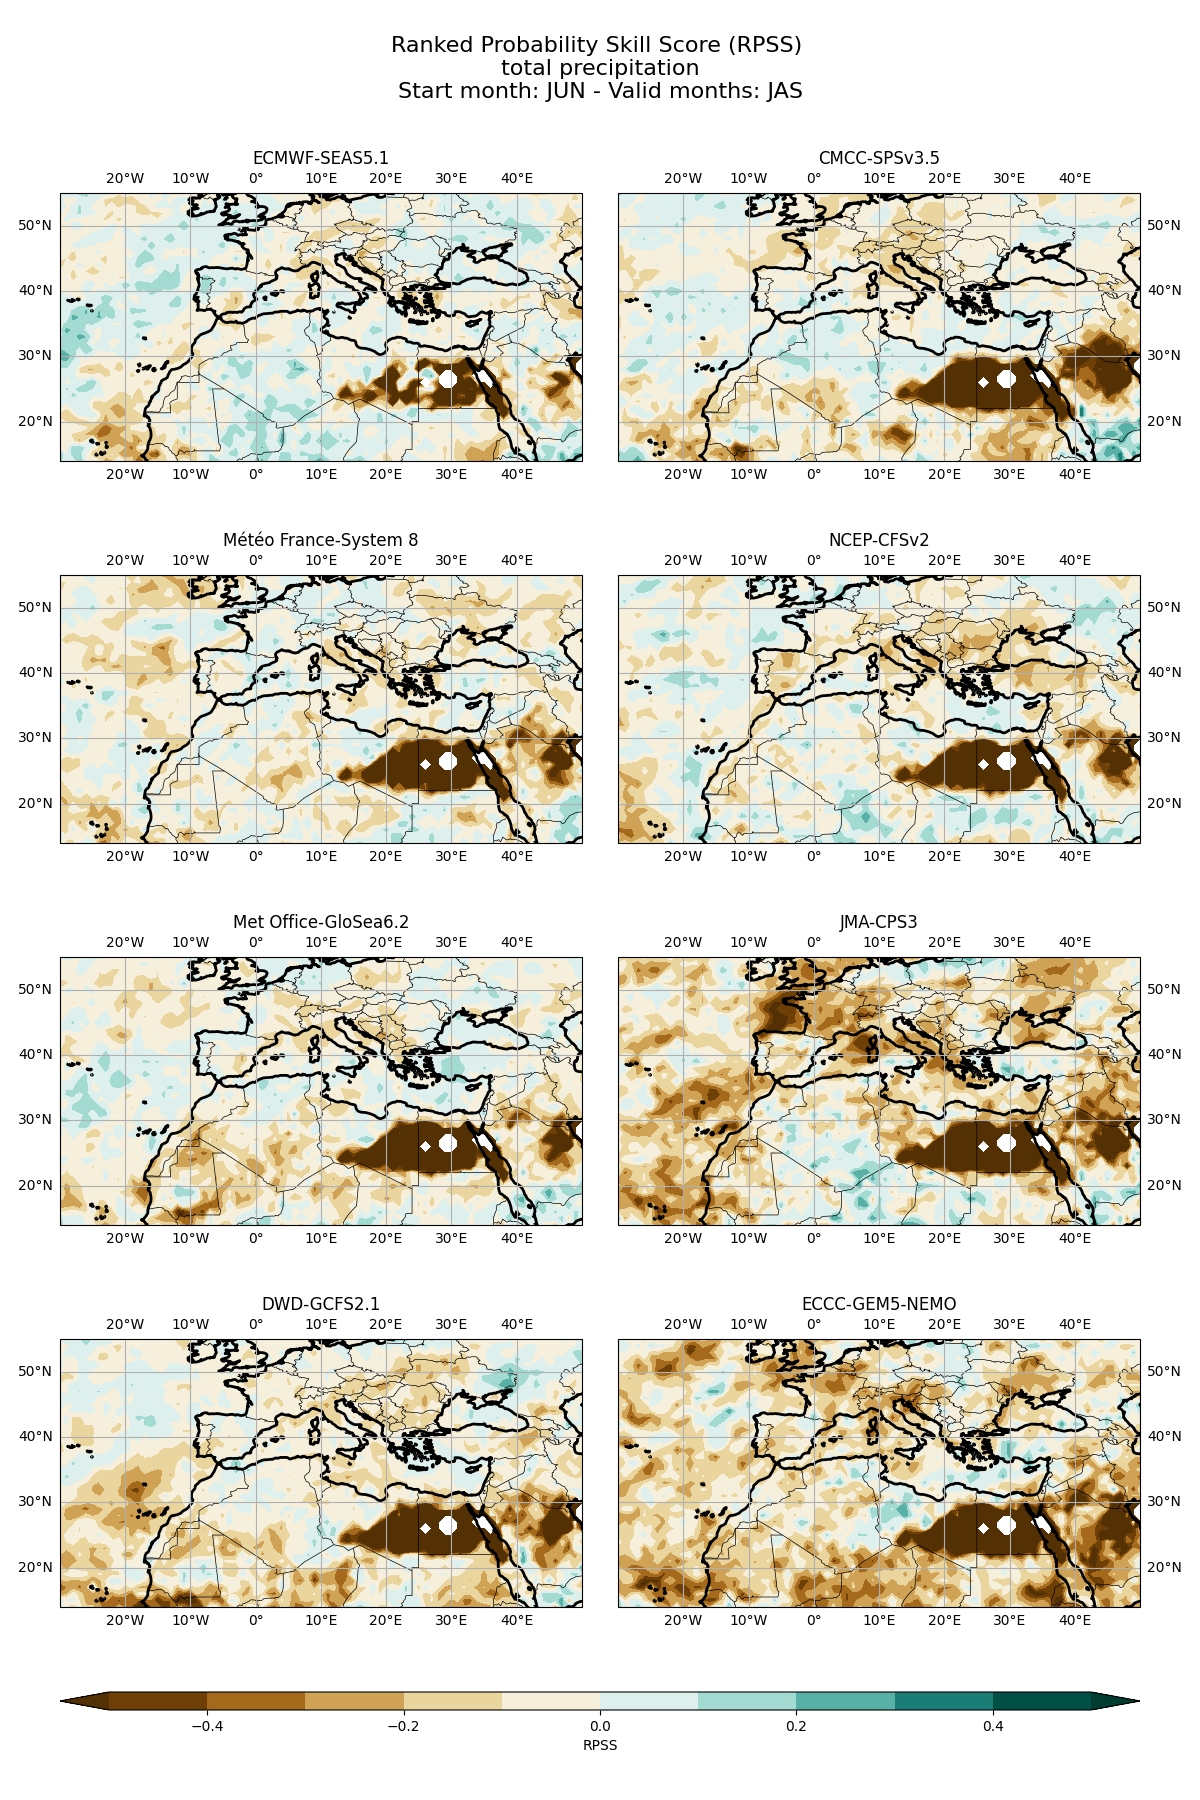 Ranked Probability Skill Score (RPSS)
total precipitation
Start month: JUN - Valid months: JAS
ECMWF-SEAS5.1 CMCC-SPSv3.5
20°W 10°W 0° 10°E 20°E 30°E 40°E 20°W 10°W 0° 10°E 20°E 30°E 40°E
50°N 50°N
40°N 40°N
30°N 30°N
20°N 20°N
20°W 10°W 0° 10°E 20°E 30°E 40°E 20°W 10°W 0° 10°E 20°E 30°E 40°E
Météo France-System 8 NCEP-CFSv2
20°W 10°W 0° 10°E 20°E 30°E 40°E 20°W 10°W 0° 10°E 20°E 30°E 40°E
50°N 50°N
40°N 40°N
30°N 30°N
20°N 20°N
20°W 10°W 0° 10°E 20°E 30°E 40°E 20°W 10°W 0° 10°E 20°E 30°E 40°E
Met Office-GloSea6.2 JMA-CPS3
20°W 10°W 0° 10°E 20°E 30°E 40°E 20°W 10°W 0° 10°E 20°E 30°E 40°E
50°N 50°N
40°N 40°N
30°N 30°N
20°N 20°N
20°W 10°W 0° 10°E 20°E 30°E 40°E 20°W 10°W 0° 10°E 20°E 30°E 40°E
DWD-GCFS2.1 ECCC-GEM5-NEMO
20°W 10°W 0° 10°E 20°E 30°E 40°E 20°W 10°W 0° 10°E 20°E 30°E 40°E
50°N 50°N
40°N 40°N
30°N 30°N
20°N 20°N
20°W 10°W 0° 10°E 20°E 30°E 40°E 20°W 10°W 0° 10°E 20°E 30°E 40°E
−0.4 −0.2 0.0 0.2 0.4
RPSS